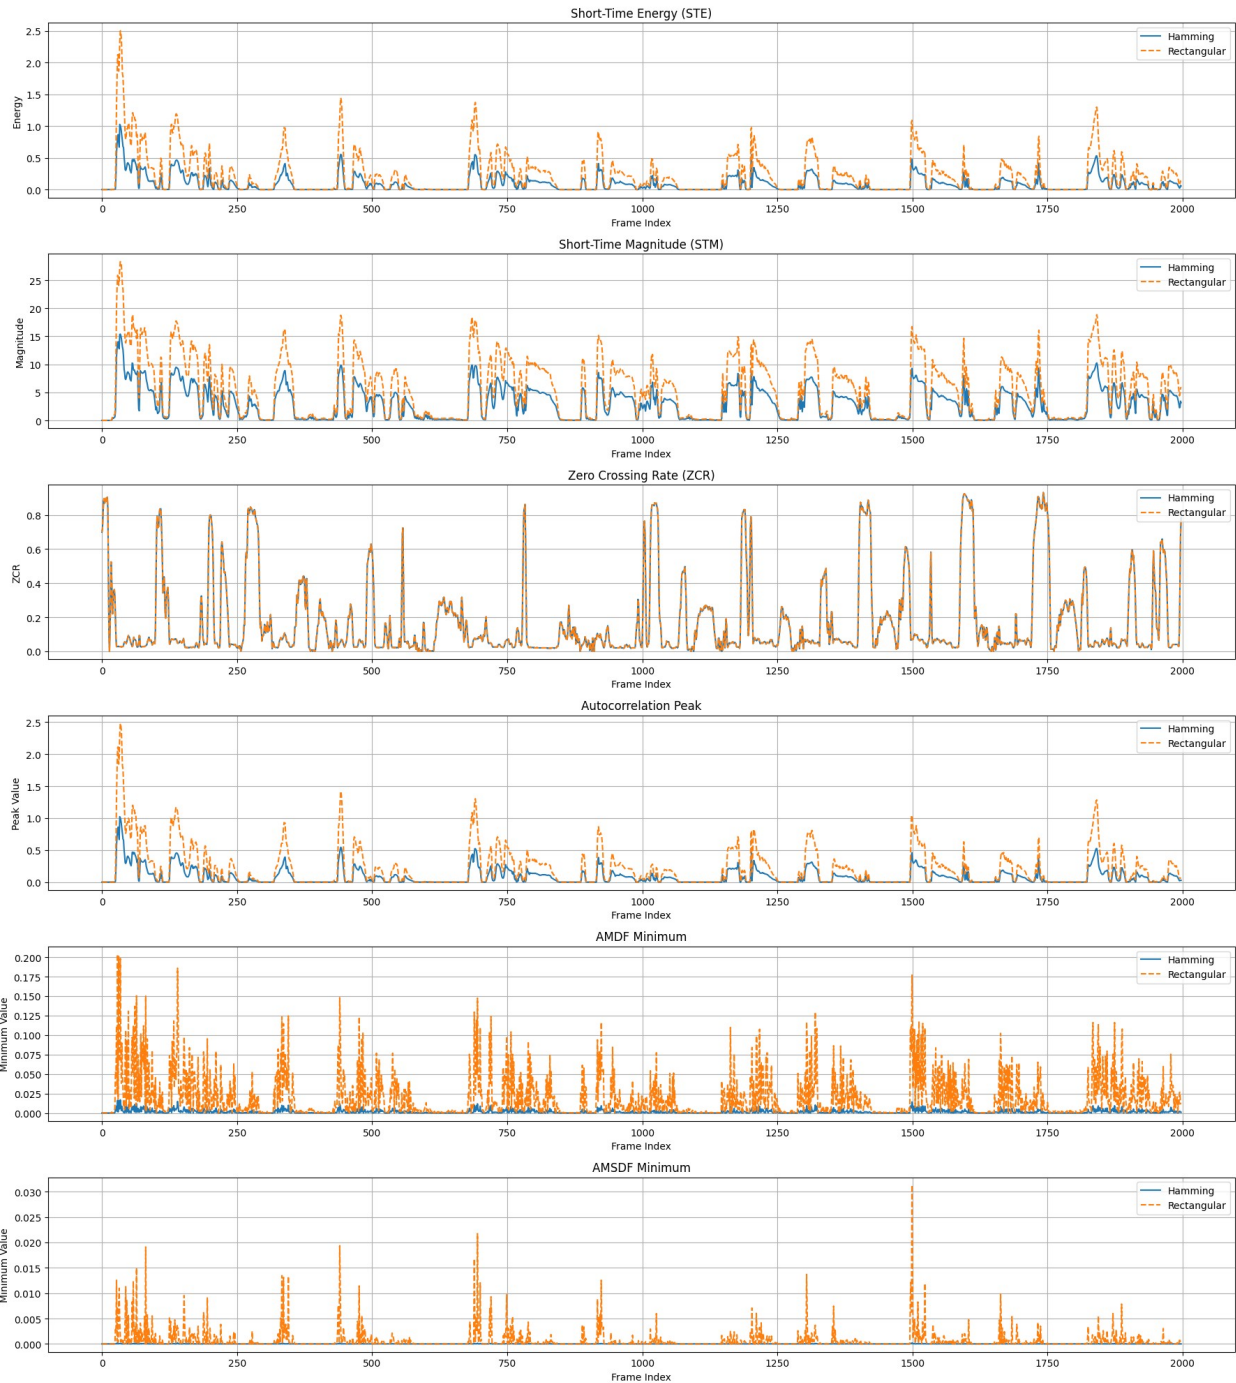 Short-Time Energy (STE)
Energy
2.5
2.0
1.5
1.0
0.5
0.0
Hamming
Rectangular
0 250 500 750 1000 1250 1500 1750 2000
Frame Index
Short-Time Magnitude (STM)
Magnitude
25
20
15
10
5
0
Hamming
Rectangular
0 250 500 750 1000 1250 1500 1750 2000
Frame Index
Zero Crossing Rate (ZCR)
ZCR
0.8
0.6
0.4
0.2
0.0
Hamming
Rectangular
0 250 500 750 1000 1250 1500 1750 2000
Frame Index
Autocorrelation Peak
Peak Value
2.5
2.0
1.5
1.0
0.5
0.0
Hamming
Rectangular
0 250 500 750 1000 1250 1500 1750 2000
Frame Index
AMDF Minimum
Minimum Value
0.200
0.175
0.150
0.125
0.100
0.075
0.050
0.025
0.000
Hamming
Rectangular
0 250 500 750 1000 1250 1500 1750 2000
Frame Index
AMSDF Minimum
Minimum Value
0.030
0.025
0.020
0.015
0.010
0.005
0.000
Hamming
Rectangular
0 250 500 750 1000 1250 1500 1750 2000
Frame Index